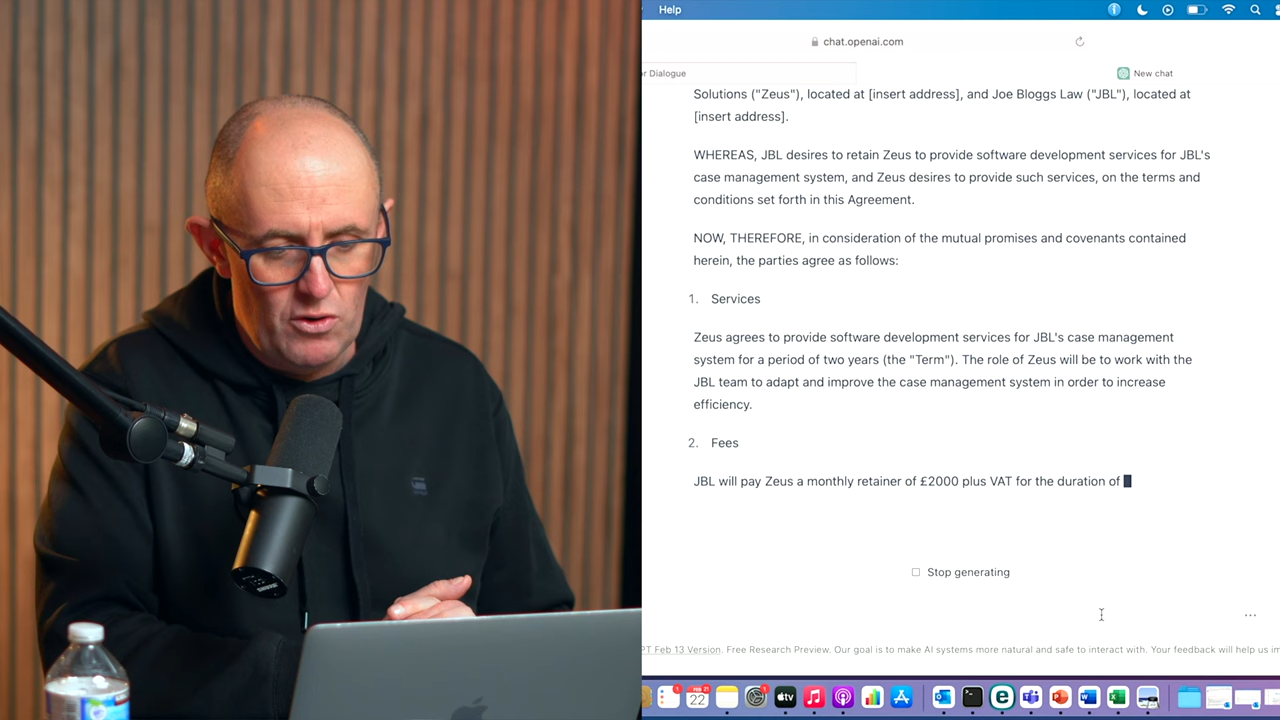 Help
chat.openai.com
or Dialogue
New chat
Solutions ("Zeus"), located at [insert address], and Joe Bloggs Law ("JBL"), located at
[insert address].
WHEREAS, JBL desires to retain Zeus to provide software development services for JBL's
case management system, and Zeus desires to provide such services, on the terms and
conditions set forth in this Agreement.
NOW, THEREFORE, in consideration of the mutual promises and covenants contained
herein, the parties agree as follows:
1. Services
Zeus agrees to provide software development services for JBL's case management
system for a period of two years (the "Term"). The role of Zeus will be to work with the
JBL team to adapt and improve the case management system in order to increase
efficiency.
2. Fees
JBL will pay Zeus a monthly retainer of £2000 plus VAT for the duration of
Stop generating
PT Feb 13 Version. Free Research Preview. Our goal is to make AI systems more natural and safe to interact with. Your feedback will help us im
FEB 21
22
tv
SHURE